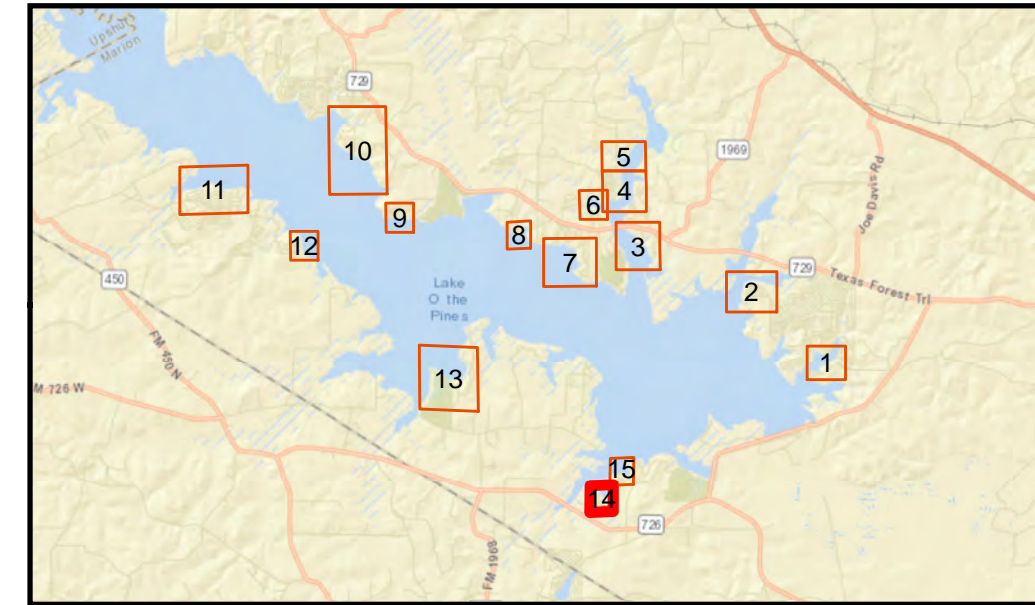 Upshur
Marion
729
10
5
1969
4
11
6
9
Joe Davis Rd
8
3
12
7
450
Lake
O the
Pines
729
2
Texas Forest Trl
FM 450 N
1
13
M 726 W
15
14
726
FM 1968